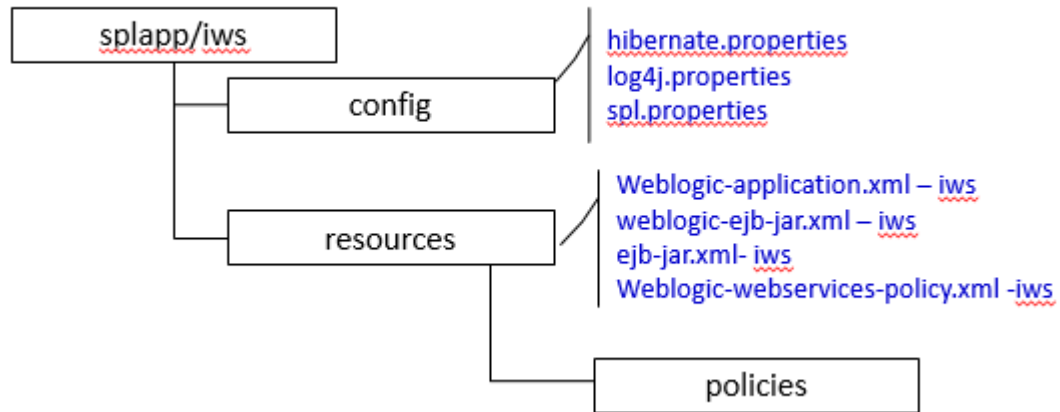 splapp/iws
config
hibernate.properties
log4j.properties
spl.properties
resources
Weblogic-application.xml – iws
weblogic-ejb-jar.xml – iws
ejb-jar.xml- iws
Weblogic-webservices-policy.xml -iws
policies